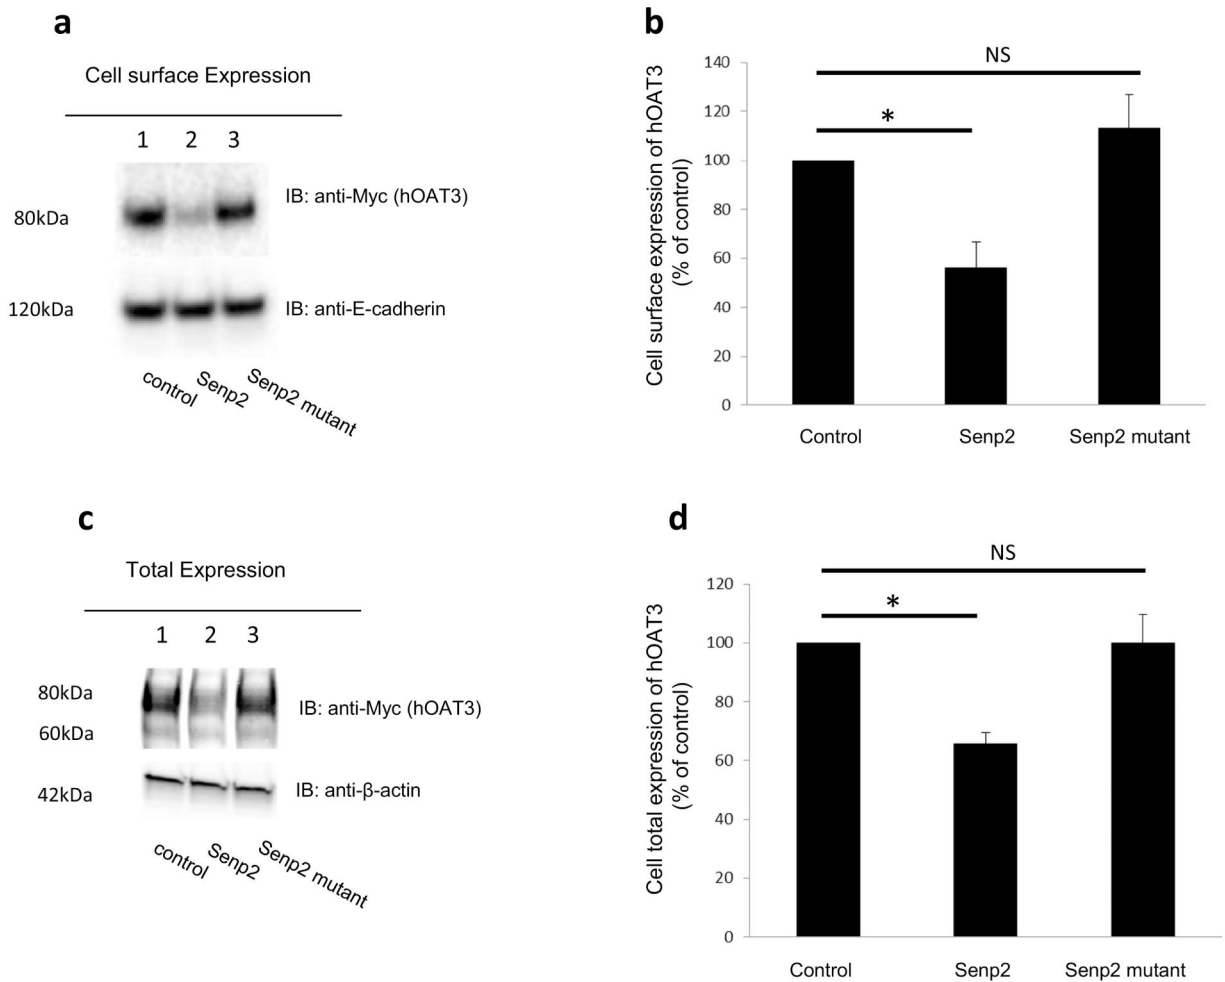 a
Cell surface Expression
1 2 3
IB: anti-Myc (hOAT3)
80kDa
120kDa
IB: anti-E-cadherin
control
Senp2
Senp2 mutant
b
Cell surface expression of hOAT3
(% of control)
140
120
100
80
60
40
20
0
NS
*
Control
Senp2
Senp2 mutant
c
Total Expression
1 2 3
80kDa
IB: anti-Myc (hOAT3)
60kDa
42kDa
IB: anti-β-actin
control
Senp2
Senp2 mutant
d
Cell total expression of hOAT3
(% of control)
120
100
80
60
40
20
0
NS
*
Control
Senp2
Senp2 mutant